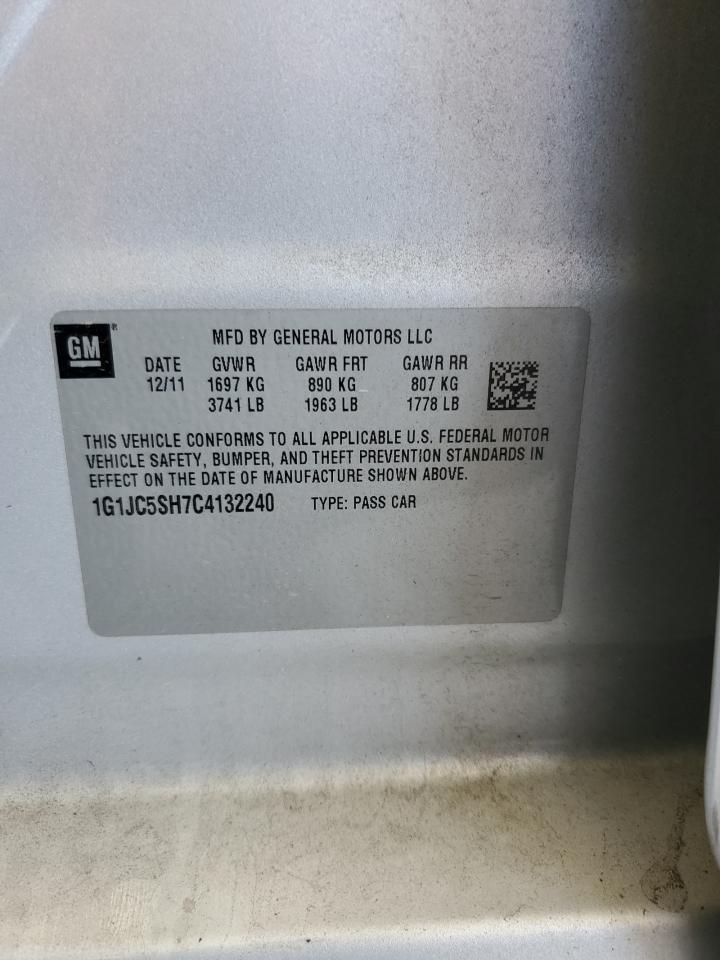 GM®
MFD BY GENERAL MOTORS LLC
DATE GVWR GAWR FRT GAWR RR
12/11 1697 KG 890 KG 807 KG
3741 LB 1963 LB 1778 LB
THIS VEHICLE CONFORMS TO ALL APPLICABLE U.S. FEDERAL MOTOR
VEHICLE SAFETY, BUMPER, AND THEFT PREVENTION STANDARDS IN
EFFECT ON THE DATE OF MANUFACTURE SHOWN ABOVE.
1G1JC5SH7C4132240 TYPE: PASS CAR